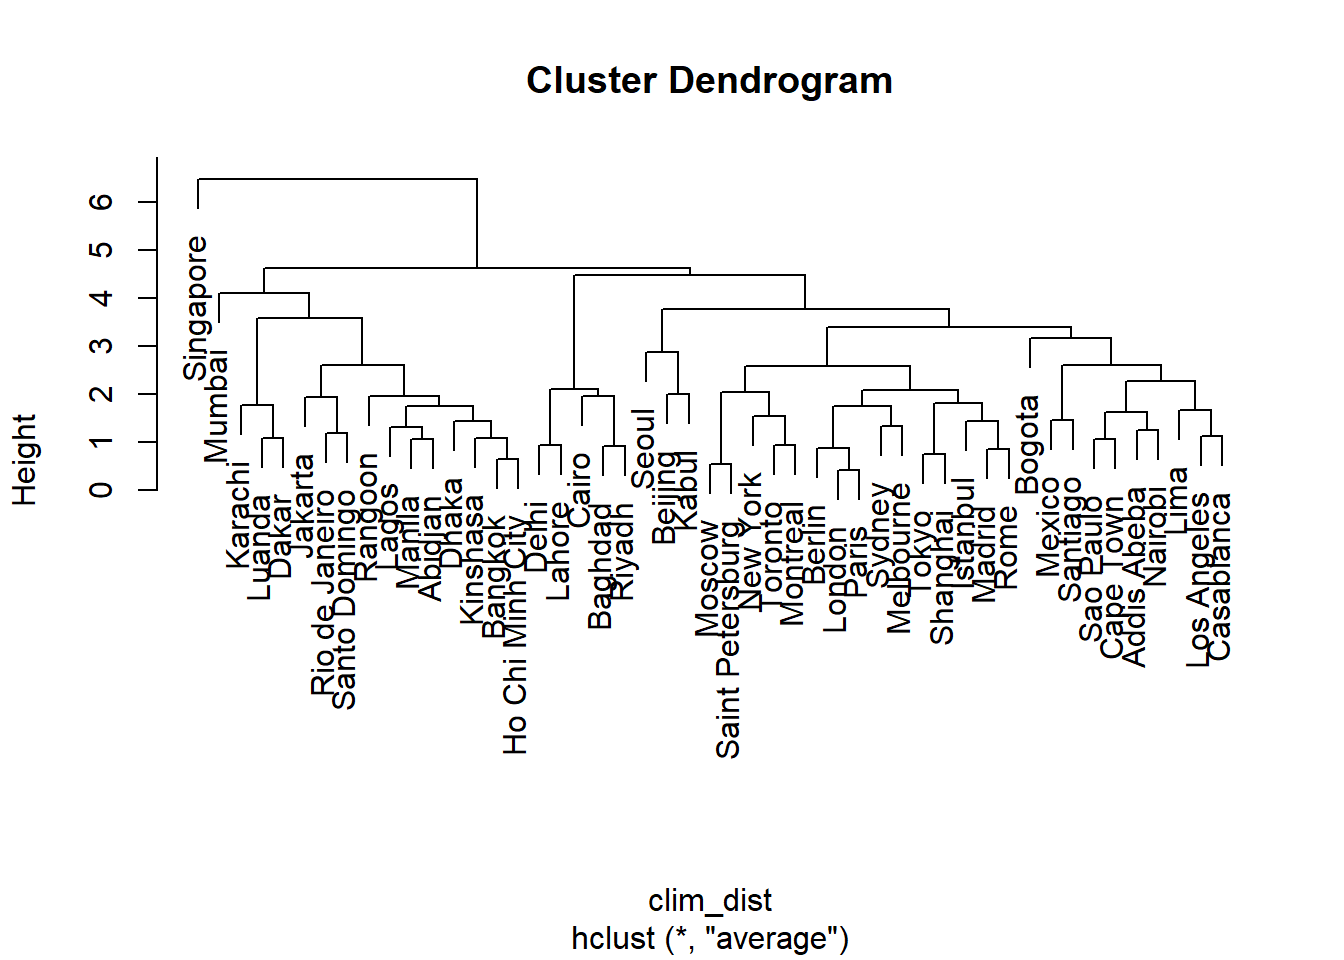 Cluster Dendrogram
Height
0
1
2
3
4
5
6
Singapore
Mumbai
Karachi
Luanda
Dakar
Jakarta
Rio de Janeiro
Santo Domingo
Rangoon
Lagos
Manila
Abidjan
Dhaka
Kinshasa
Bangkok
Ho Chi Minh City
Delhi
Lahore
Cairo
Baghdad
Riyadh
Seoul
Beijing
Kabul
Moscow
Saint Petersburg
New York
Toronto
Montreal
Berlin
London
Paris
Sydney
Melbourne
Tokyo
Shanghai
Istanbul
Madrid
Rome
Bogota
Mexico
Santiago
Sao Paulo
Cape Town
Addis Abeba
Nairobi
Lima
Los Angeles
Casablanca
clim_dist
hclust (*, "average")